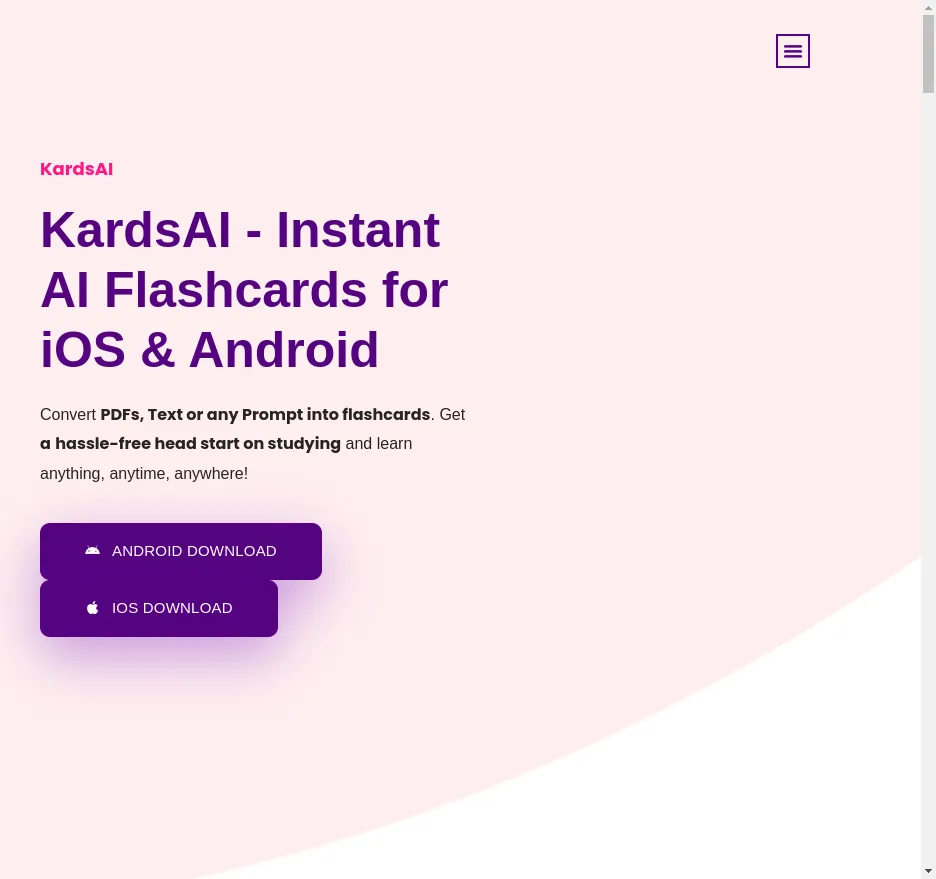 KardsAI
KardsAI - Instant
AI Flashcards for
iOS & Android
Convert PDFs, Text or any Prompt into flashcards. Get
a hassle-free head start on studying and learn
anything, anytime, anywhere!
ANDROID DOWNLOAD
IOS DOWNLOAD